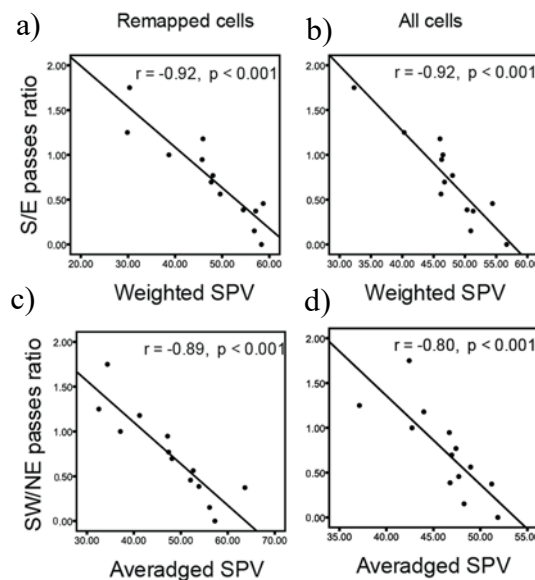 Remapped cells
All cells
a)
b)
r = -0.92, p < 0.001
r = -0.92, p < 0.001
S/E passes ratio
2.00
1.50
1.00
0.50
0.00
2.00
1.50
1.00
0.50
0.00
20.00 30.00 40.00 50.00 60.00
30.00 35.00 40.00 45.00 50.00 55.00 60.00
Weighted SPV
Weighted SPV
c)
d)
r = -0.89, p < 0.001
r = -0.80, p < 0.001
SW/NE passes ratio
2.00
1.50
1.00
0.50
0.00
2.00
1.50
1.00
0.50
0.00
30.00 40.00 50.00 60.00 70.00
35.00 40.00 45.00 50.00 55.00
Averadged SPV
Averadged SPV